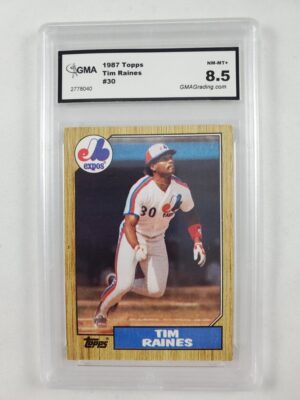 GMA
2778040
1987 Topps
Tim Raines
#30
NM-MT+
8.5
GMAGrading.com
expos
30
Topps
TIM
RAINES